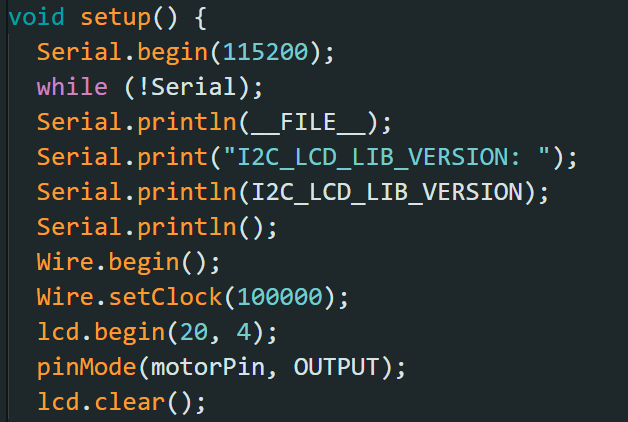 void setup() {
Serial.begin(115200);
while (!Serial);
Serial.println(__FILE__);
Serial.print("I2C_LCD_LIB_VERSION: ");
Serial.println(I2C_LCD_LIB_VERSION);
Serial.println();
Wire.begin();
Wire.setClock(100000);
lcd.begin(20, 4);
pinMode(motorPin, OUTPUT);
lcd.clear();